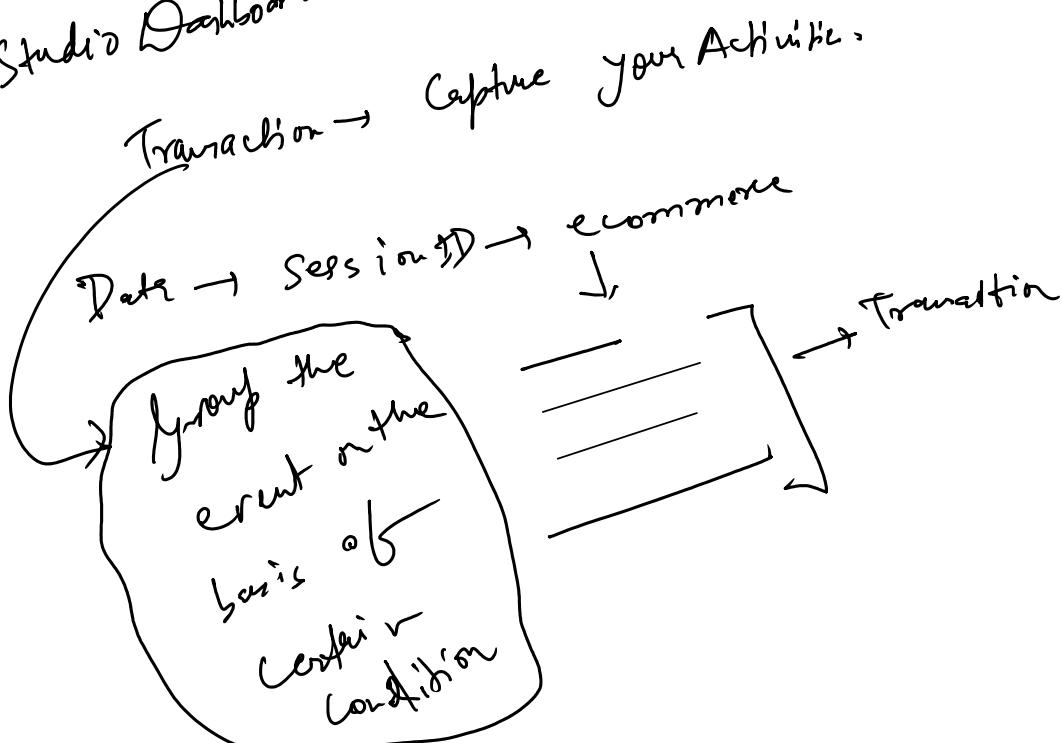 Studio Dashboar
Transaction → Capture your Activities.
Data → Session ID → ecommerce
→ Transaction
Group the
event on the
basis of
certain
condition